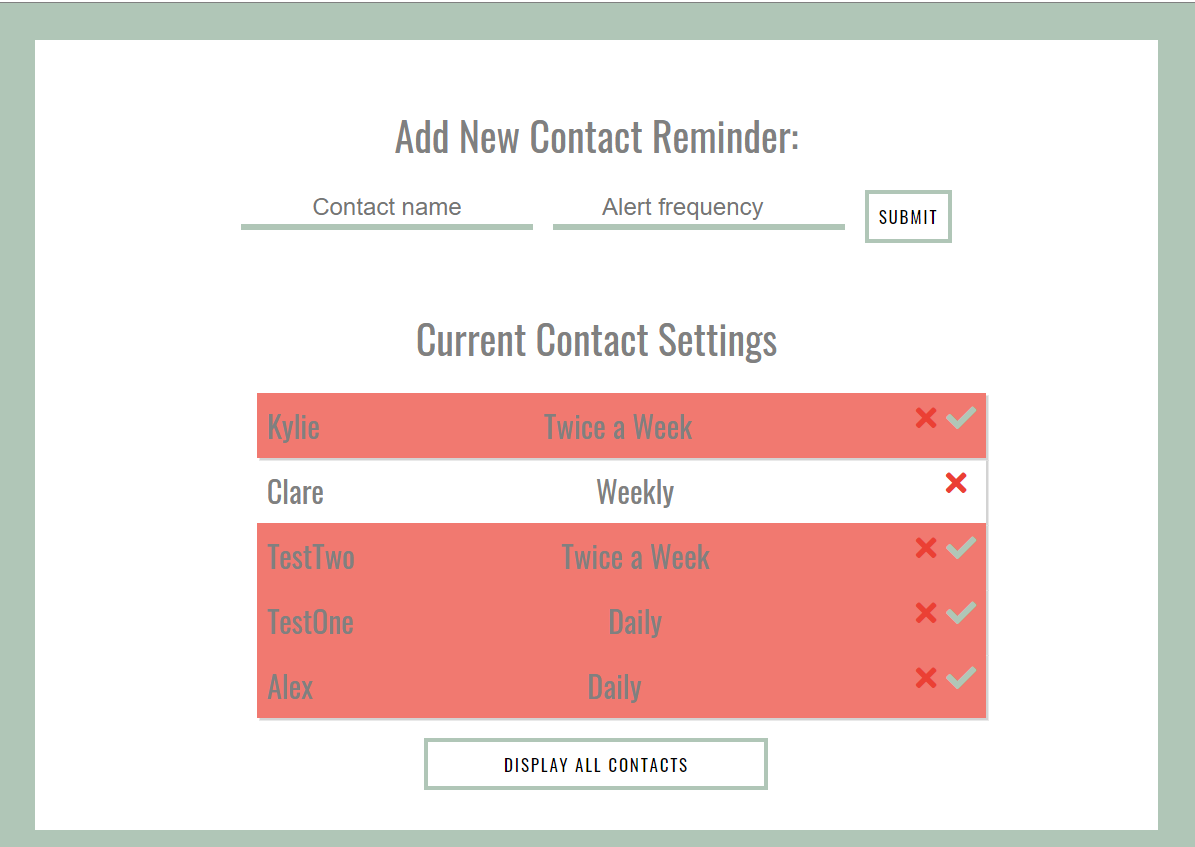 Add New Contact Reminder:
Contact name Alert frequency SUBMIT
Current Contact Settings
Kylie Twice a Week
Clare Weekly
TestTwo Twice a Week
TestOne Daily
Alex Daily
DISPLAY ALL CONTACTS